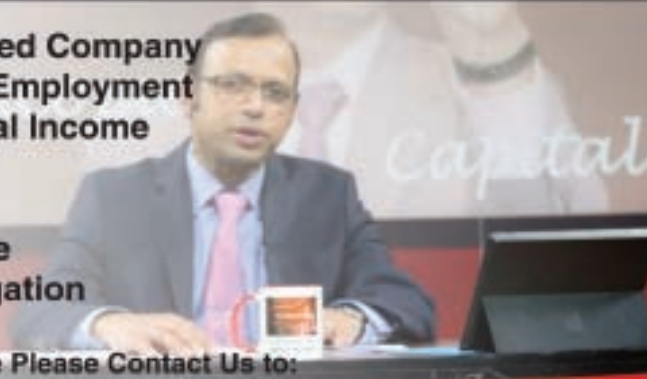 ed Company
Employment
al Income
Capital
e
gation
e Please Contact Us to: